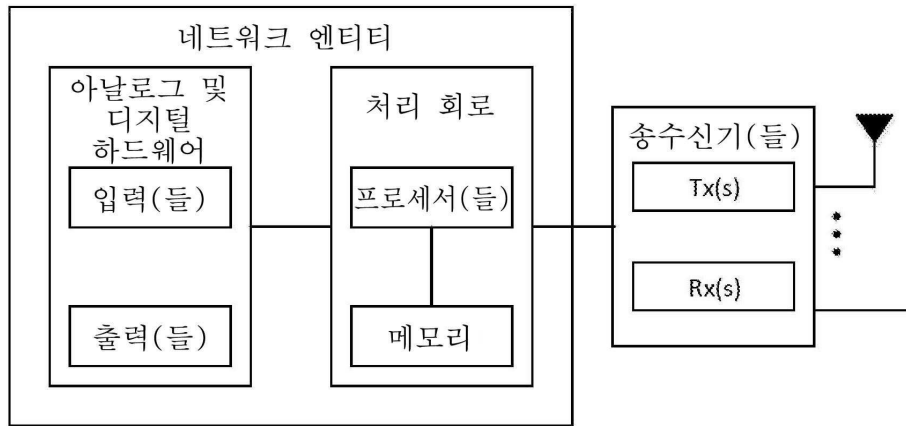 네트워크 엔티티
아날로그 및
디지털
하드웨어
입력(들)
출력(들)
처리 회로
프로세서(들)
메모리
송수신기(들)
Tx(s)
Rx(s)